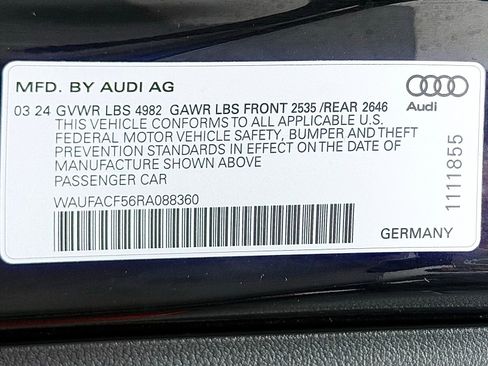 MFD. BY AUDI AG
03 24 GVWR LBS 4982 GAWR LBS FRONT 2535 /REAR 2646
THIS VEHICLE CONFORMS TO ALL APPLICABLE U.S.
FEDERAL MOTOR VEHICLE SAFETY, BUMPER AND THEFT
PREVENTION STANDARDS IN EFFECT ON THE DATE OF
MANUFACTURE SHOWN ABOVE
PASSENGER CAR
WAUFACF56RA088360
GERMANY
Audi
1111855